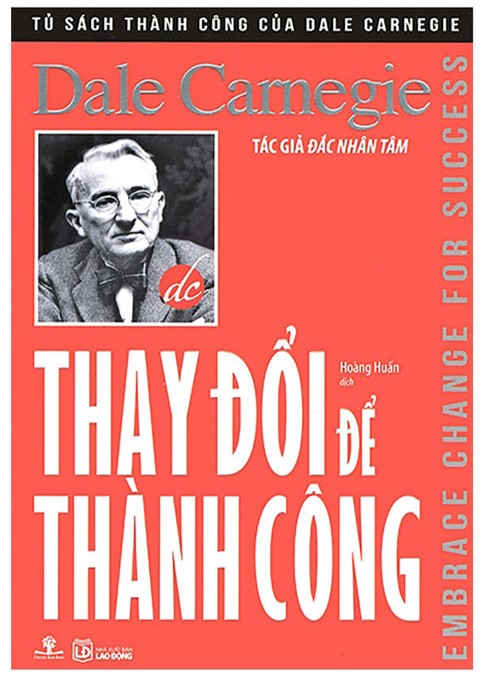 TỦ SÁCH THÀNH CÔNG CỦA DALE CARNEGIE
Dale Carnegie
TÁC GIẢ ĐẮC NHÂN TÂM
dc
THAY ĐỔI ĐỂ
Hoàng Huấn
dịch
THÀNH CÔNG
EMBRACE CHANGE FOR SUCCESS
NHÀ XUẤT BẢN
LAO ĐỘNG